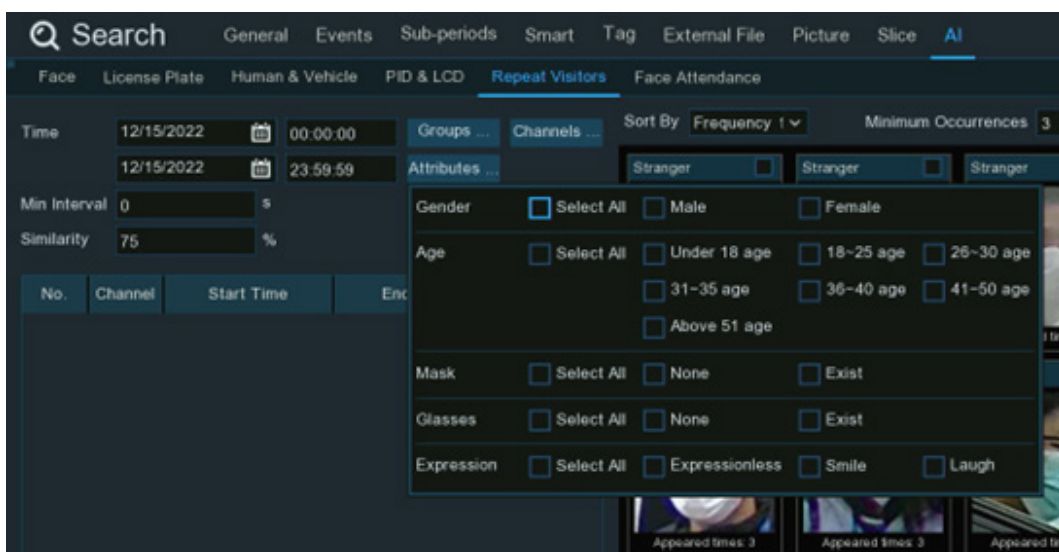 Search General Events Sub-periods Smart Tag External File Picture Slice AI
Face License Plate Human & Vehicle PID & LCD Repeat Visitors Face Attendance
Time 12/15/2022 00:00:00 Groups ... Channels ... Sort By Frequency Minimum Occurrences 3
12/15/2022 23:59:59 Attributes ... Stranger Stranger Stranger
Min Interval 0 s
Similarity 75 %
Gender Select All Male Female
Age Select All Under 18 age 18~25 age 26~30 age
31~35 age 36~40 age 41~50 age
Above 51 age
No. Channel Start Time
Mask Select All None Exist
Glasses Select All None Exist
Expression Select All Expressionless Smile Laugh
Appeared times: 3 Appeared times: 3 Appeared